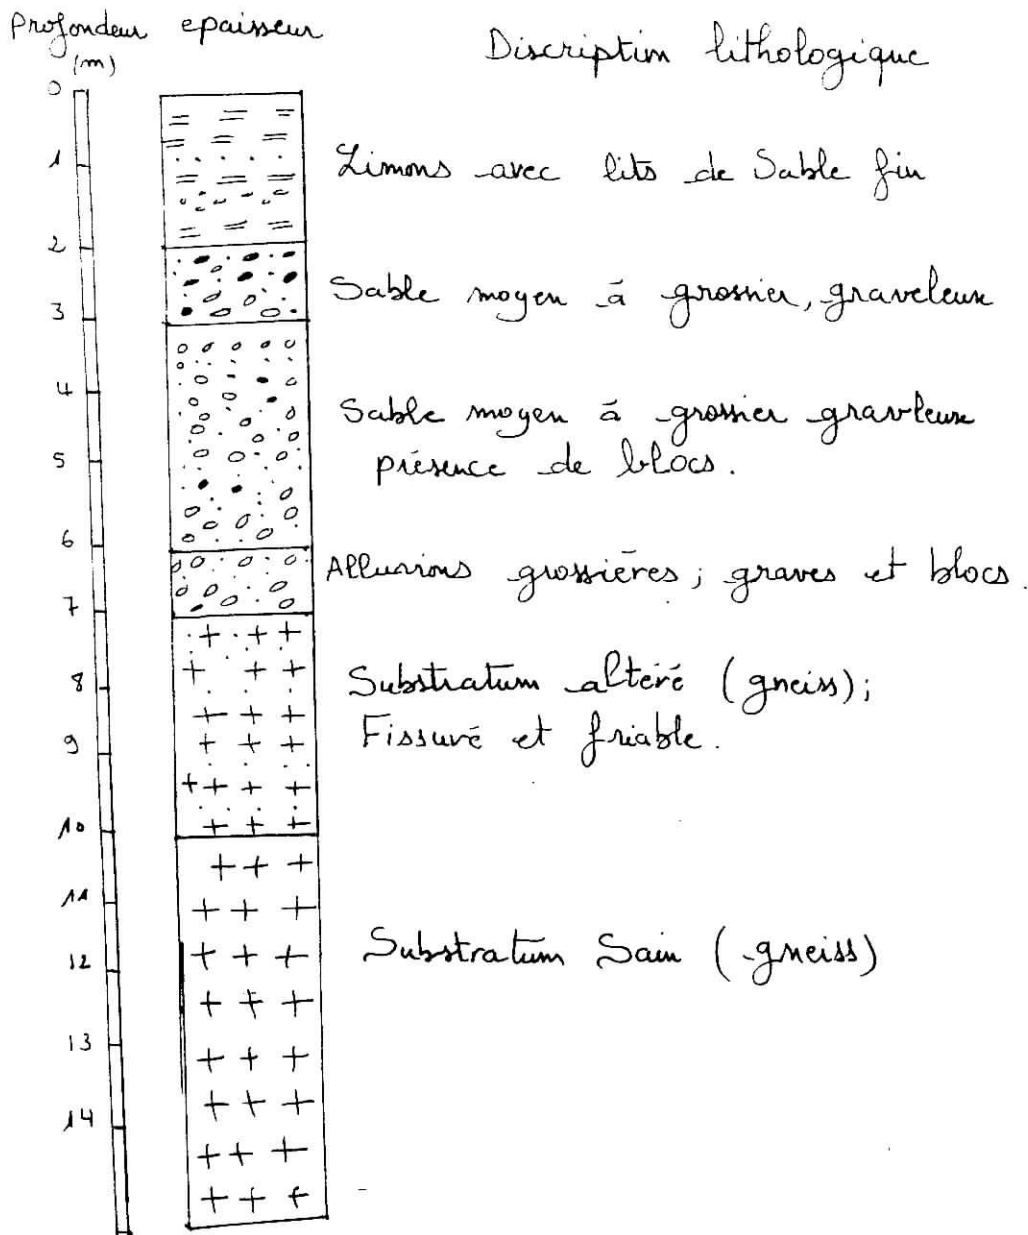 Profondeur epaisseur
(m)
Discription lithologique
0
1
Limons avec lits de Sable fin
2
Sable moyen à grossier, graveleux
3
4
Sable moyen à grossier graveleux
présence de blocs.
5
6
Alluvions grossières; graves et blocs.
7
8
Substratum altéré (gneiss);
Fissuré et friable.
9
10
11
12
Substratum Sain (gneiss)
13
14